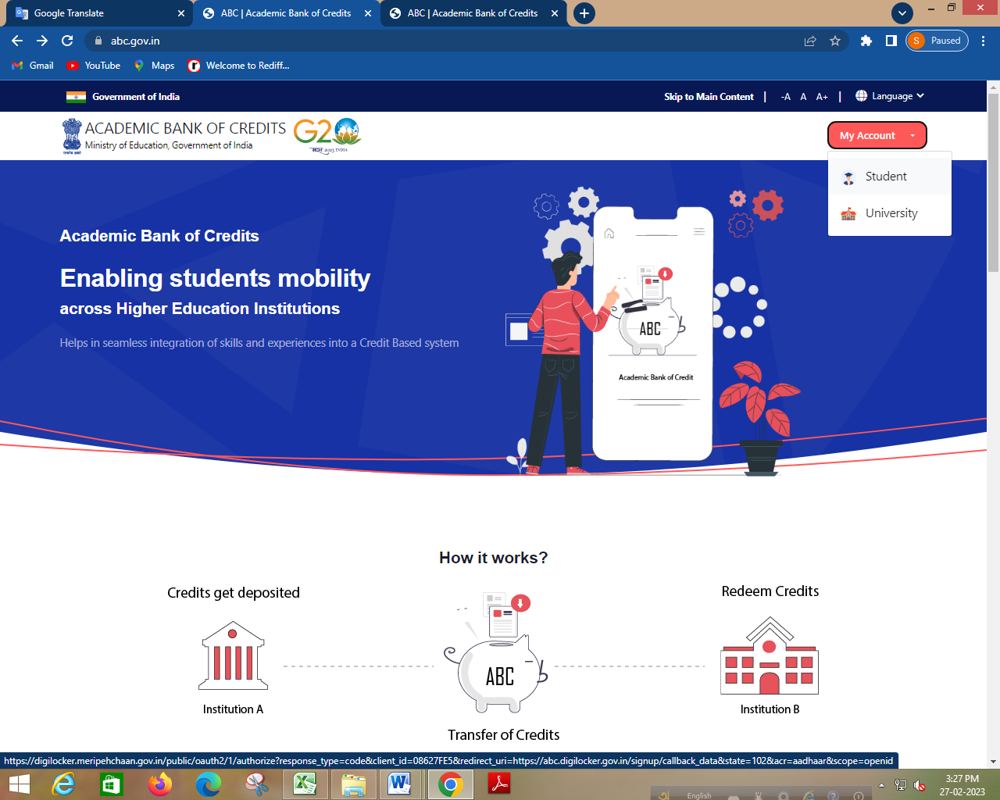 Google Translate
ABC | Academic Bank of Credits
ABC | Academic Bank of Credits
abc.gov.in
S Paused
Gmail
YouTube
Maps
Welcome to Rediff...
Government of India
Skip to Main Content | -A A A+ | Language
ACADEMIC BANK OF CREDITS
Ministry of Education, Government of India
G20
2023 INDIA
My Account
Student
University
Academic Bank of Credits
Enabling students mobility
across Higher Education Institutions
Helps in seamless integration of skills and experiences into a Credit Based system
ABC
Academic Bank of Credit
How it works?
Credits get deposited
Redeem Credits
ABC
Institution A
Institution B
Transfer of Credits
https://digilocker.meripehchaan.gov.in/public/oauth2/1/authorize?response_type=code&client_id=08627FE5&redirect_uri=https://abc.digilocker.gov.in/signup/callback_data&state=102&acr=aadhaar&scope=openid
English
3:27 PM
27-02-2023